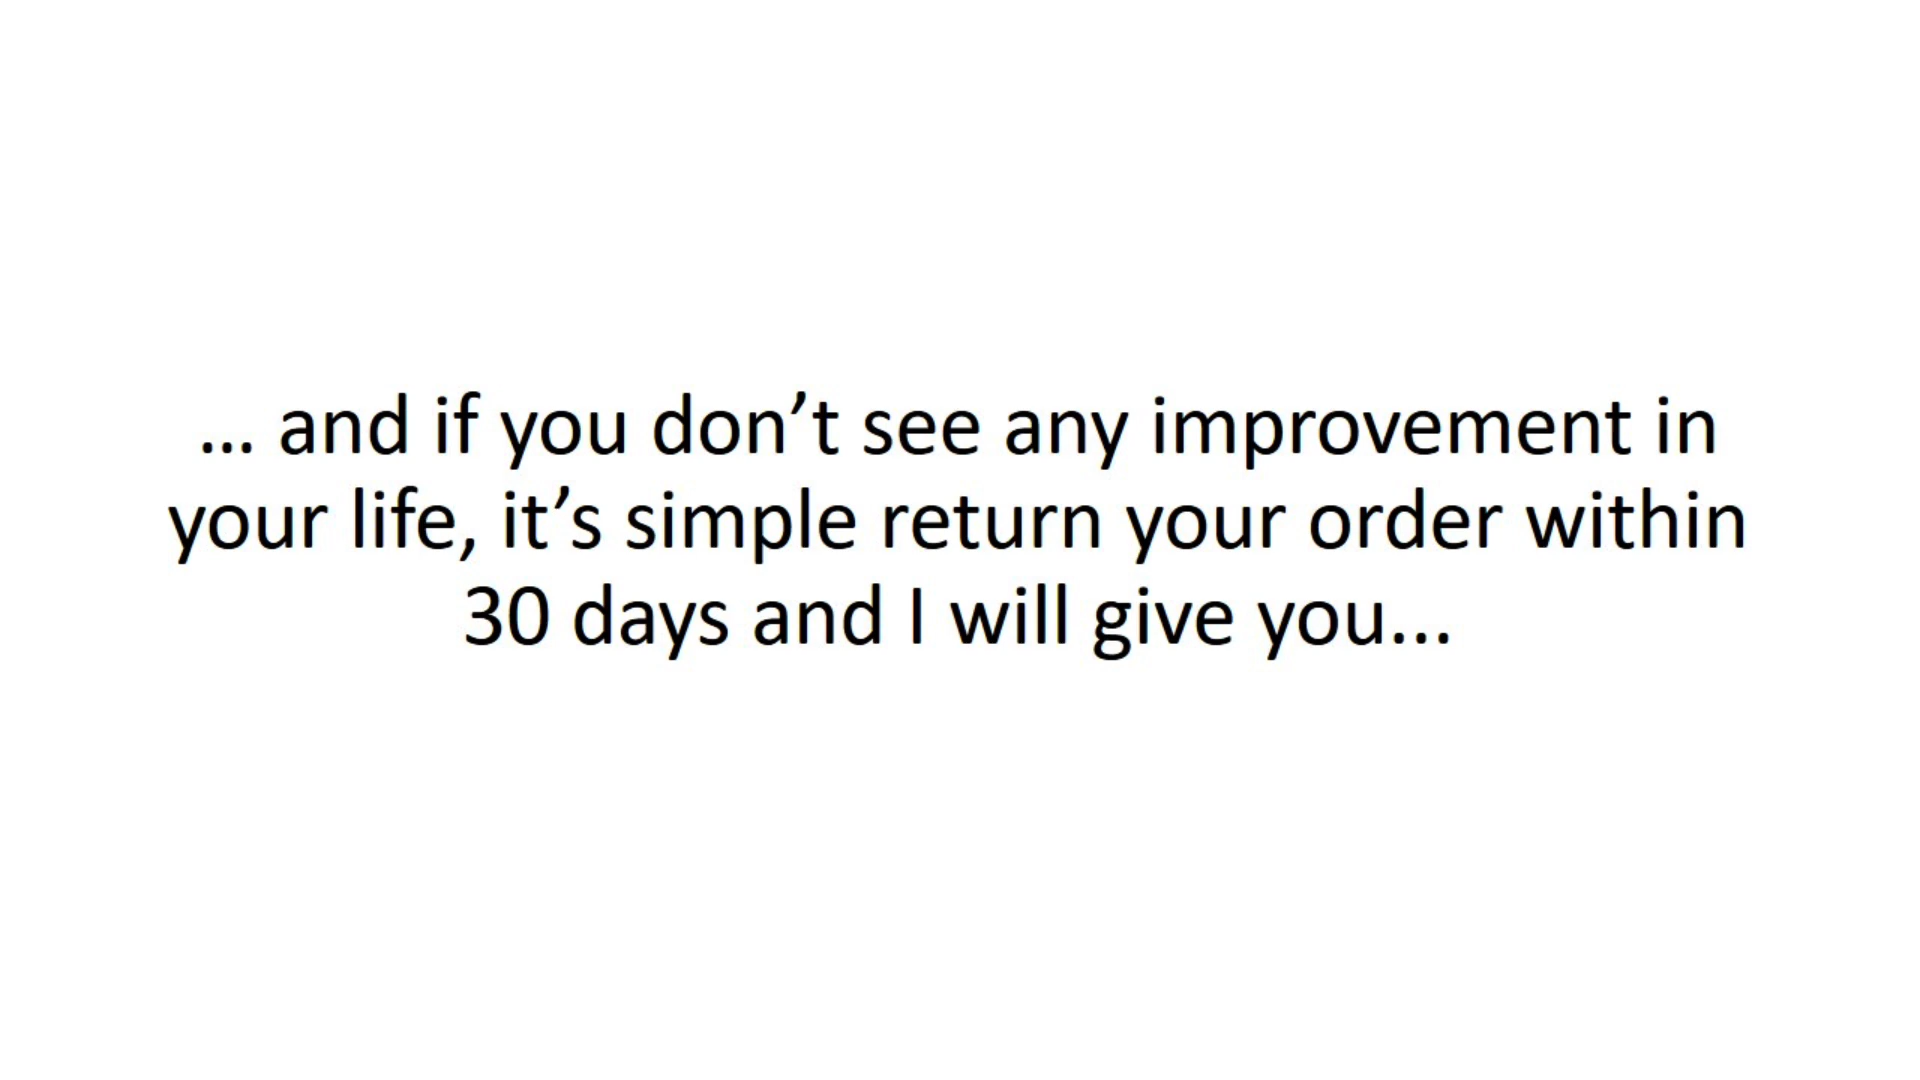 … and if you don’t see any improvement in
your life, it’s simple return your order within
30 days and I will give you...